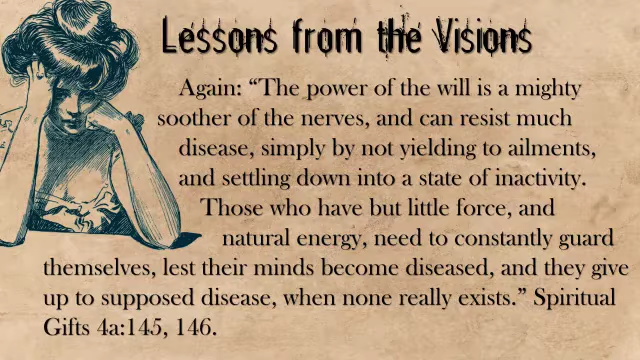 Lessons from the Visions
Again: “The power of the will is a mighty
soother of the nerves, and can resist much
disease, simply by not yielding to ailments,
and settling down into a state of inactivity.
Those who have but little force, and
natural energy, need to constantly guard
themselves, lest their minds become diseased, and they give
up to supposed disease, when none really exists.” Spiritual
Gifts 4a:145, 146.